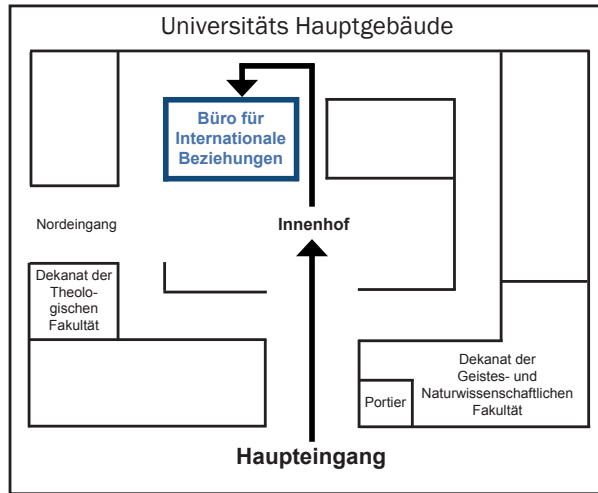 Universitäts Hauptgebäude
Büro für
Internationale
Beziehungen
Nordeingang
Innenhof
Dekanat der
Theolo-
gischen
Fakultät
Dekanat der
Geistes- und
Naturwissenschaftlichen
Fakultät
Portier
Haupteingang